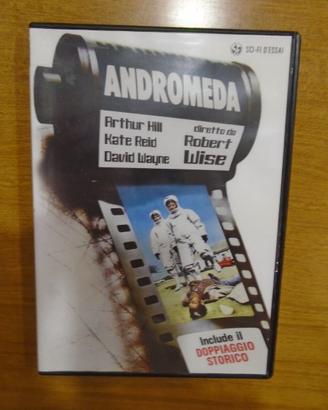 SCI-FI D'ESSAI
ANDROMEDA
Arthur Hill
Kate Reid
David Wayne
diretto da
Robert
Wise
Include il
DOPPIAGGIO
STORICO